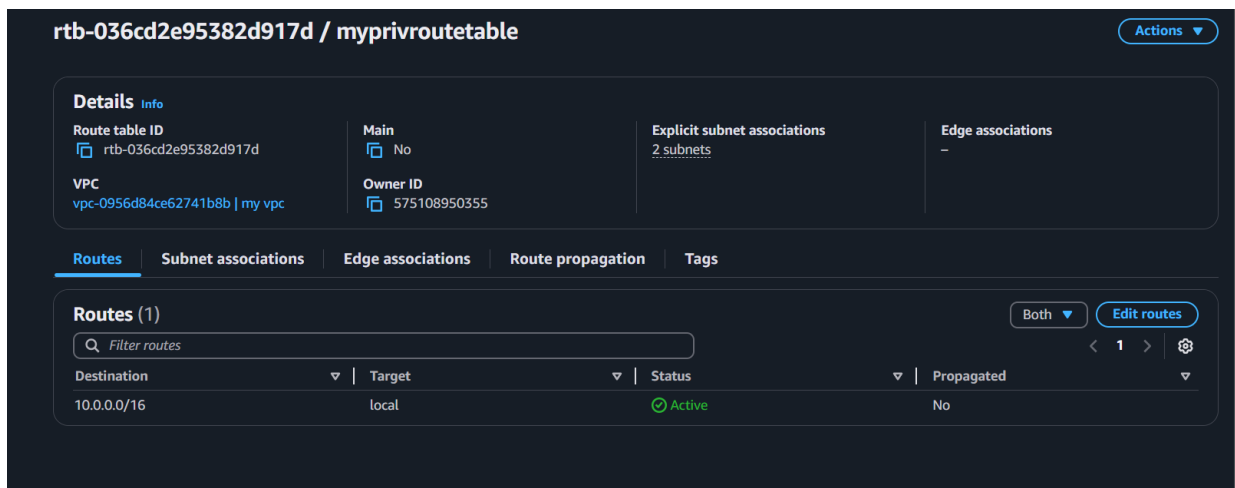 rtb-036cd2e95382d917d / myprivroutetable
Actions
Details Info
Route table ID
rtb-036cd2e95382d917d
Main
No
Explicit subnet associations
2 subnets
Edge associations
–
VPC
vpc-0956d84ce62741b8b | my vpc
Owner ID
575108950355
Routes Subnet associations Edge associations Route propagation Tags
Routes (1)
Both Edit routes
Filter routes
1
Destination Target Status Propagated
10.0.0.0/16 local Active No